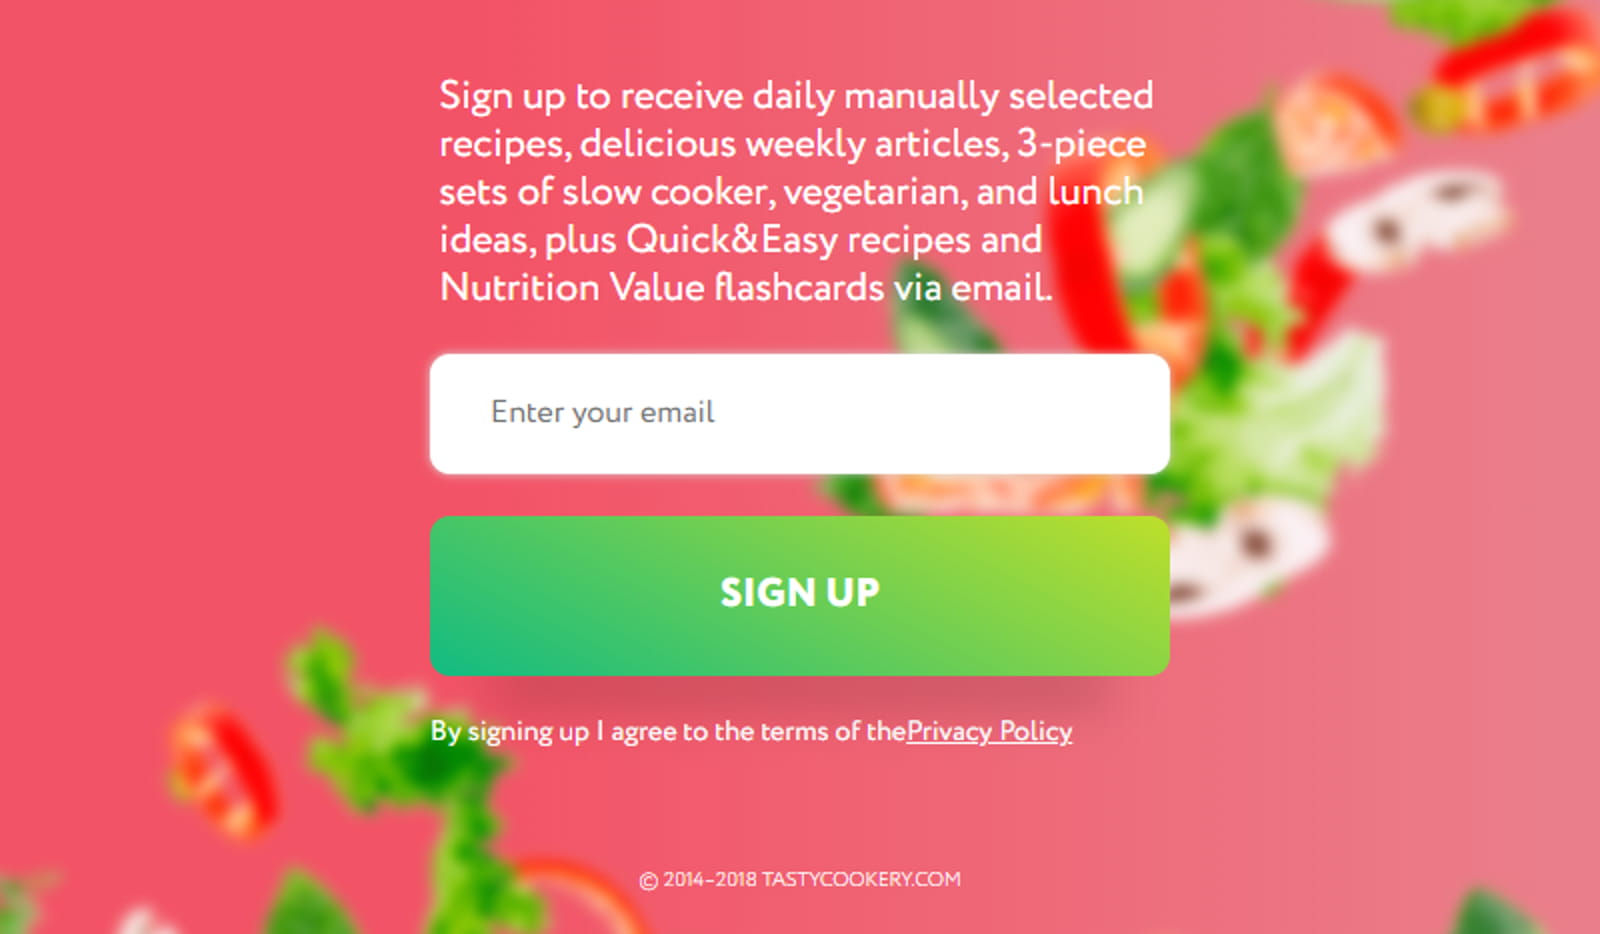 Sign up to receive daily manually selected
recipes, delicious weekly articles, 3-piece
sets of slow cooker, vegetarian, and lunch
ideas, plus Quick&Easy recipes and
Nutrition Value flashcards via email.
Enter your email
SIGN UP
By signing up I agree to the terms of thePrivacy Policy
© 2014-2018 TASTYCOOKERY.COM